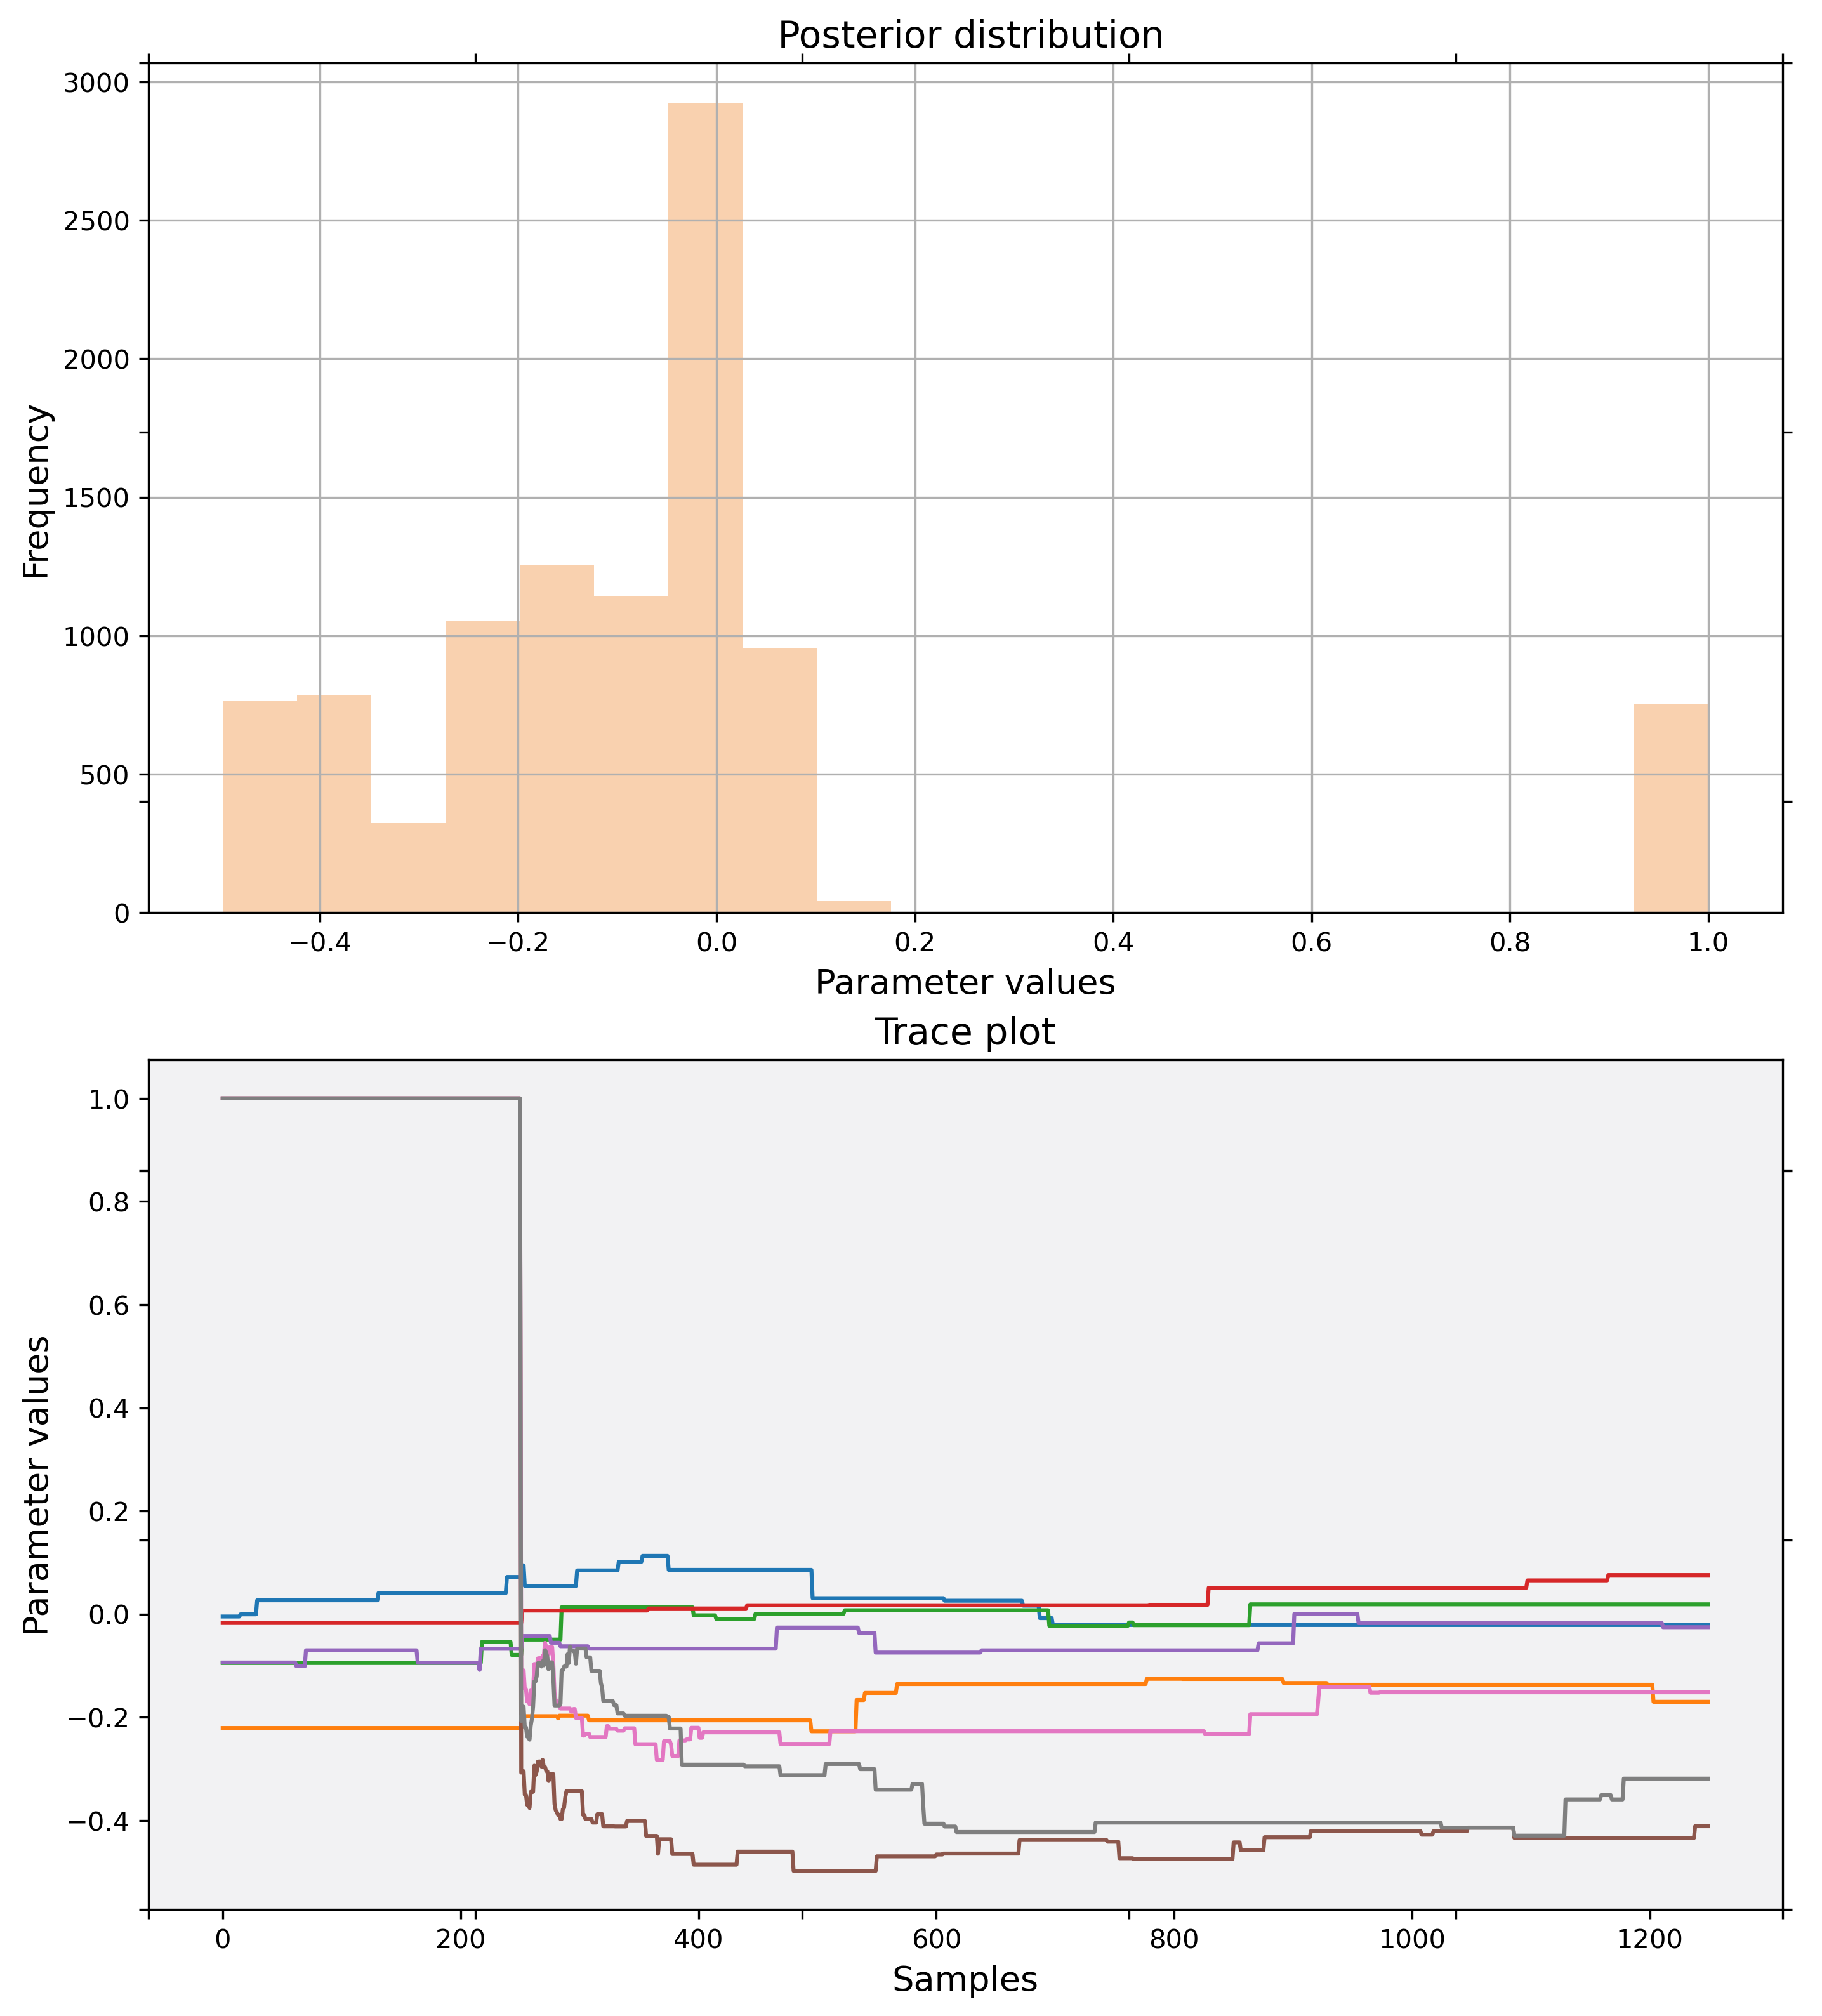 Posterior distribution
3000
2500
2000
1500
1000
500
0
Frequency
−0.4 −0.2 0.0 0.2 0.4 0.6 0.8 1.0
Parameter values
Trace plot
1.0
0.8
0.6
0.4
0.2
0.0
−0.2
−0.4
Parameter values
0 200 400 600 800 1000 1200
Samples